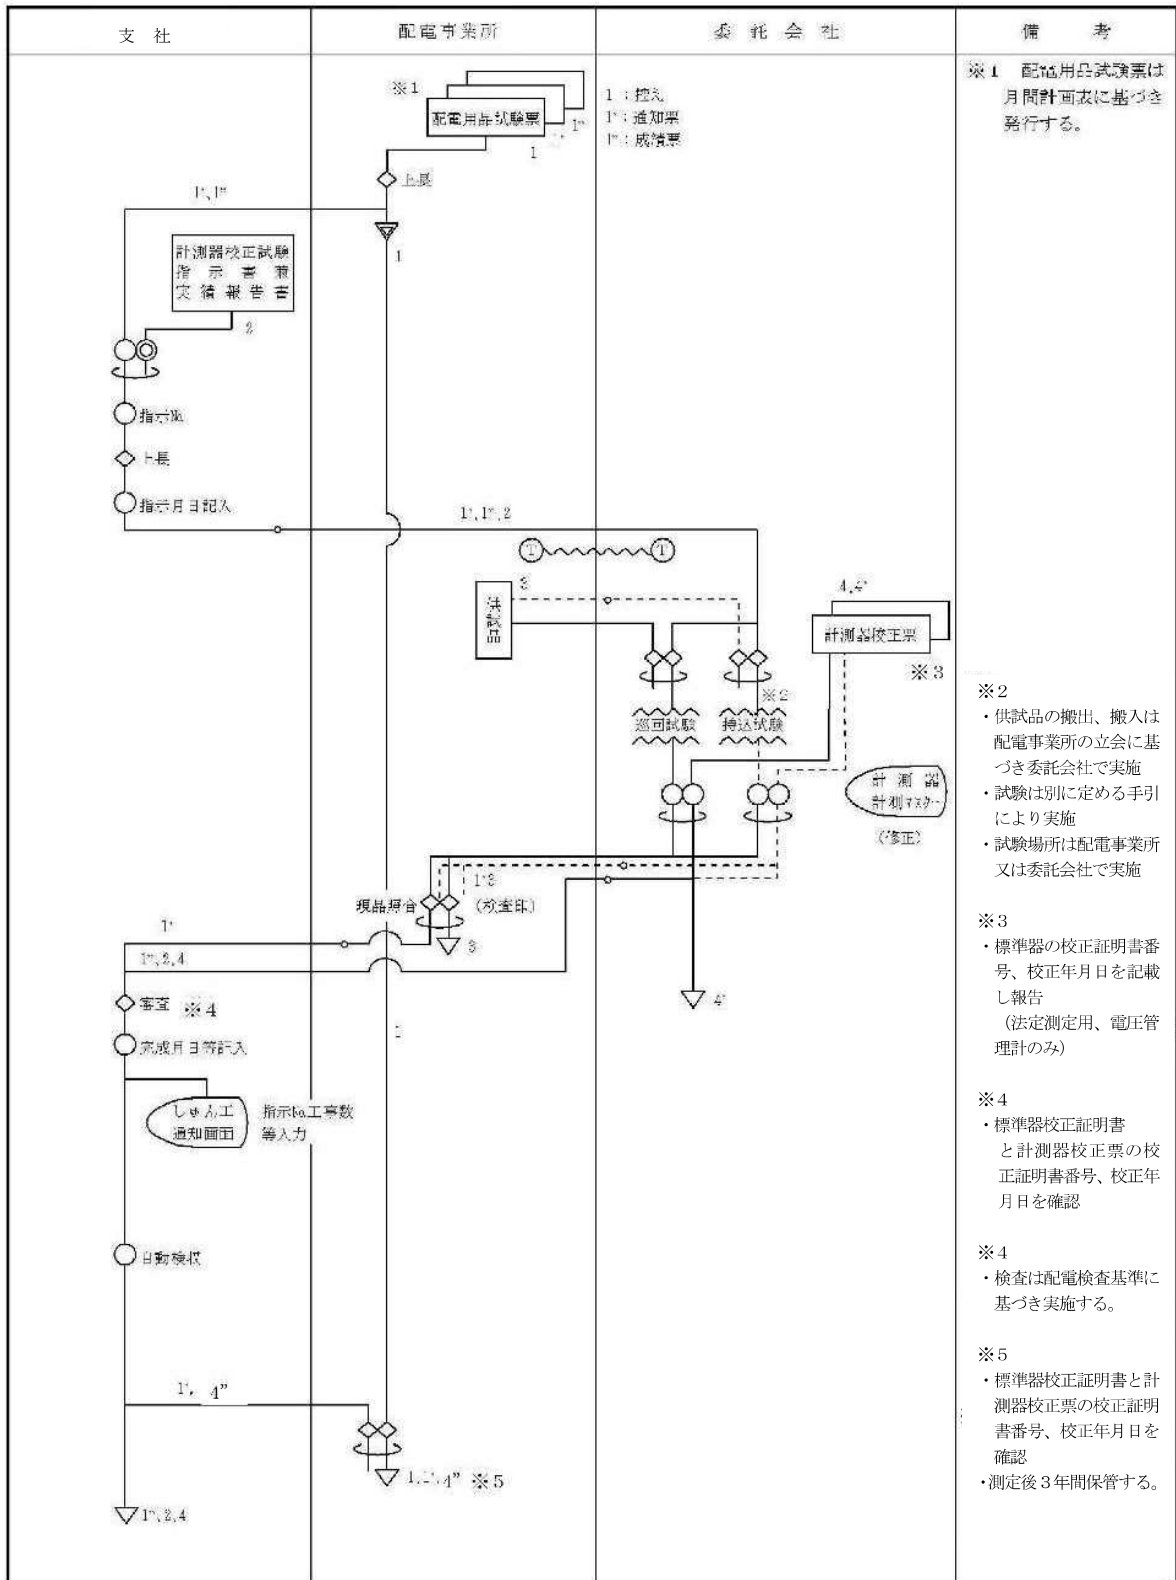 支 社
配電事業所
委 託 会 社
備 考
※1
配電用品試験票
1'
1"
1
1：控え
1'：通知票
1"：成績票
※1 配電用品試験票は
月間計画表に基づき
発行する。
上長
1',1"
1
計測器校正試験
指 示 書 兼
実 績 報 告 書
2
指示№
上長
指示月日記入
1',1",2
T
T
供試品
3
4,4'
計測器校正票
※3
※2
巡回試験
持込試験
計 測 器
計測マスター
(修正)
※2
・供試品の搬出、搬入は
配電事業所の立会に基
づき委託会社で実施
・試験は別に定める手引
により実施
・試験場所は配電事業所
又は委託会社で実施
1'3
現品照合
(検査印)
3
1'
1",2,4
4'
※3
・標準器の校正証明書番
号、校正年月日を記載
し報告
（法定測定用、電圧管
理計のみ）
審査 ※4
1
完成月日等記入
しゅん工
通知画面
指示№工事数
等入力
※4
・標準器校正証明書
と計測器校正票の校
正証明書番号、校正年
月日を確認
自動検収
※4
・検査は配電検査基準に
基づき実施する。
1', 4”
1,1',4” ※5
1",2,4
※5
・標準器校正証明書と計
測器校正票の校正証明
書番号、校正年月日を
確認
・測定後３年間保管する。